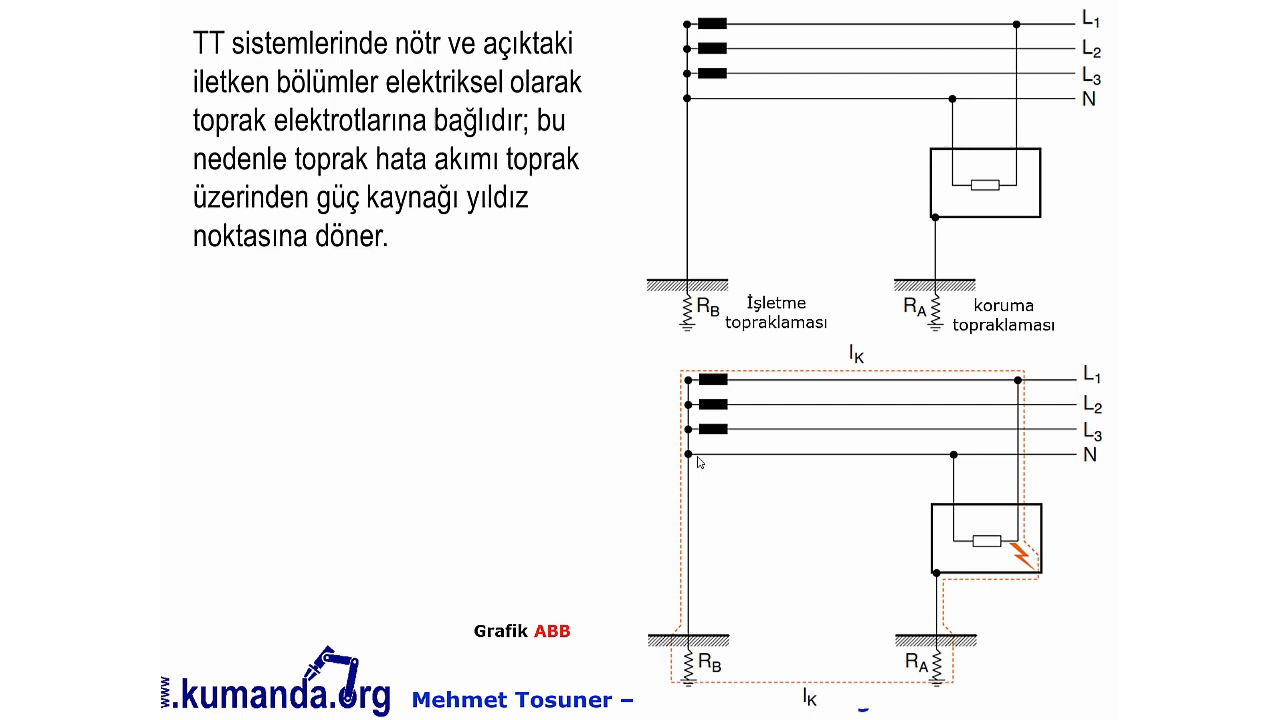 TT sistemlerinde nötr ve açıktaki
iletken bölümler elektriksel olarak
toprak elektrotlarına bağlıdır; bu
nedenle toprak hata akımı toprak
üzerinden güç kaynağı yıldız
noktasına döner.
L1
L2
L3
N
RB
İşletme
topraklaması
RA
koruma
topraklaması
IK
L1
L2
L3
N
RB
RA
IK
Grafik ABB
www.kumanda.org
Mehmet Tosuner –